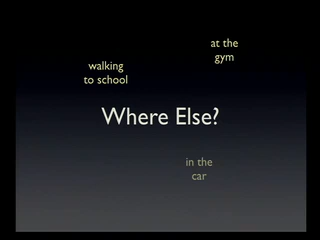 at the
gym
walking
to school
Where Else?
in the
car